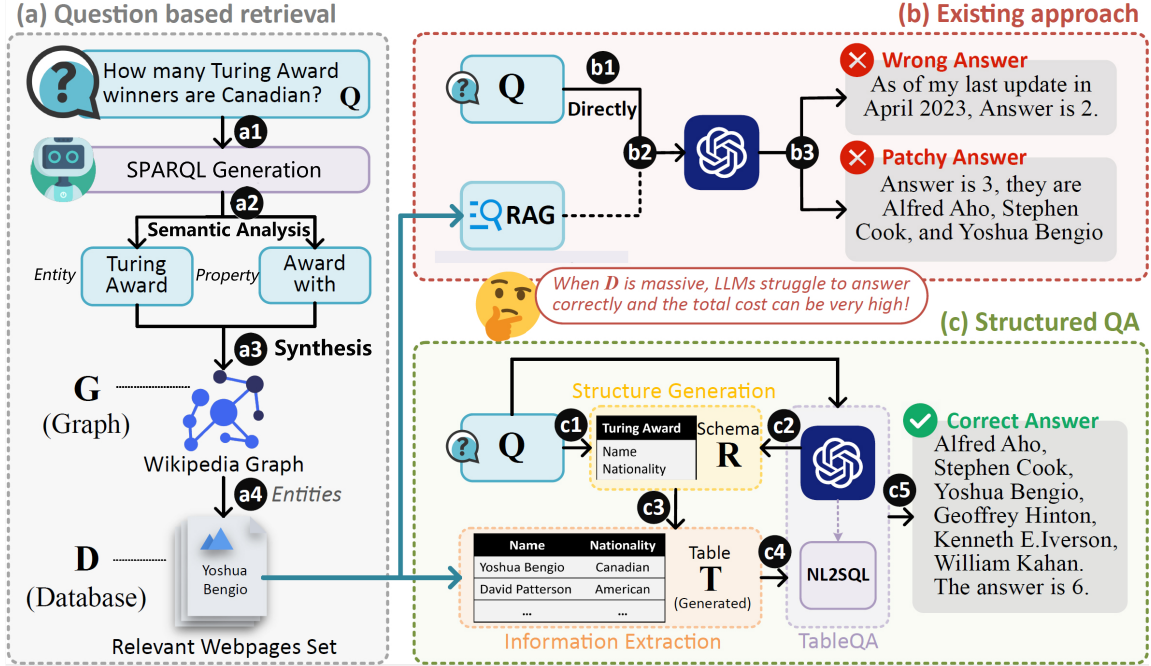 (a) Question based retrieval
How many Turing Award
winners are Canadian? Q
a1
SPARQL Generation
a2
Semantic Analysis
Entity
Turing
Award
Property
Award
with
a3
Synthesis
G
(Graph)
Wikipedia Graph
a4
Entities
D
(Database)
Yoshua
Bengio
Relevant Webpages Set
(b) Existing approach
Q
b1
Directly
b2
RAG
b3
Wrong Answer
As of my last update in
April 2023, Answer is 2.
Patchy Answer
Answer is 3, they are
Alfred Aho, Stephen
Cook, and Yoshua Bengio
When D is massive, LLMs struggle to answer
correctly and the total cost can be very high!
(c) Structured QA
Structure Generation
Q
c1
Turing Award
Name
Nationality
Schema
R
c2
c3
Name Nationality
Yoshua Bengio Canadian
David Patterson American
... ...
Table
T
(Generated)
Information Extraction
c4
NL2SQL
TableQA
c5
Correct Answer
Alfred Aho,
Stephen Cook,
Yoshua Bengio,
Geoffrey Hinton,
Kenneth E.Iverson,
William Kahan.
The answer is 6.